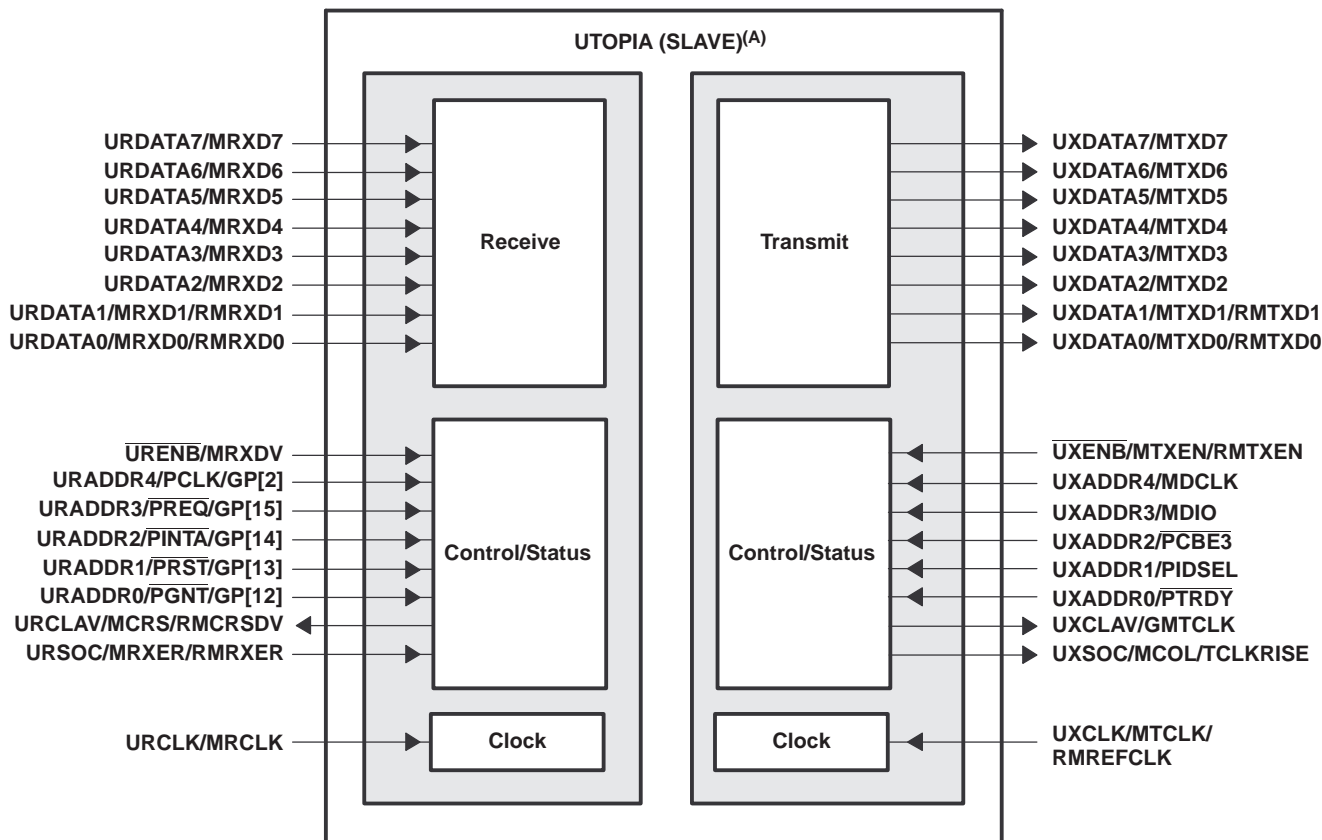 UTOPIA (SLAVE)(A)
URDATA7/MRXD7
URDATA6/MRXD6
URDATA5/MRXD5
URDATA4/MRXD4
URDATA3/MRXD3
URDATA2/MRXD2
URDATA1/MRXD1/RMRXD1
URDATA0/MRXD0/RMRXD0
Receive
Transmit
UXDATA7/MTXD7
UXDATA6/MTXD6
UXDATA5/MTXD5
UXDATA4/MTXD4
UXDATA3/MTXD3
UXDATA2/MTXD2
UXDATA1/MTXD1/RMTXD1
UXDATA0/MTXD0/RMTXD0
URENB/MRXDV
URADDR4/PCLK/GP[2]
URADDR3/PREQ/GP[15]
URADDR2/PINTA/GP[14]
URADDR1/PRST/GP[13]
URADDR0/PGNT/GP[12]
URCLAV/MCRS/RMCRSDV
URSOC/MRXER/RMRXER
Control/Status
Control/Status
UXENB/MTXEN/RMTXEN
UXADDR4/MDCLK
UXADDR3/MDIO
UXADDR2/PCBE3
UXADDR1/PIDSEL
UXADDR0/PTRDY
UXCLAV/GMTCLK
UXSOC/MCOL/TCLKRISE
URCLK/MRCLK
Clock
Clock
UXCLK/MTCLK/
RMREFCLK